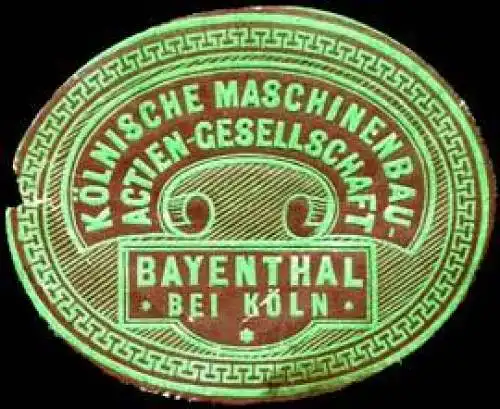 KÖLNISCHE MASCHINENBAU-
ACTIEN-GESELLSCHAFT
BAYENTHAL
* BEI KÖLN *
*